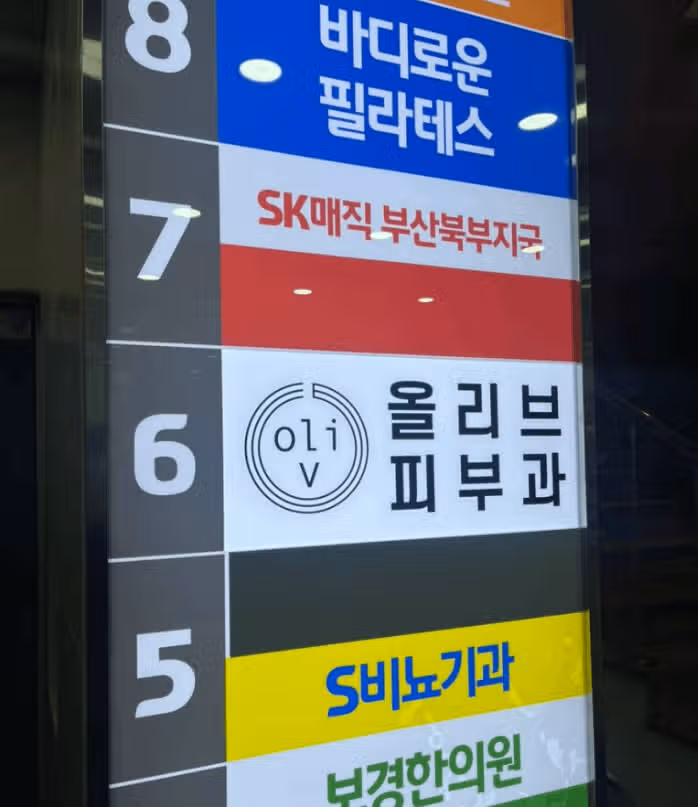 8
바디로운
필라테스
7
SK매직 부산북부지국
6
oli
v
올리브
피부과
5
S비뇨기과
보경한의원